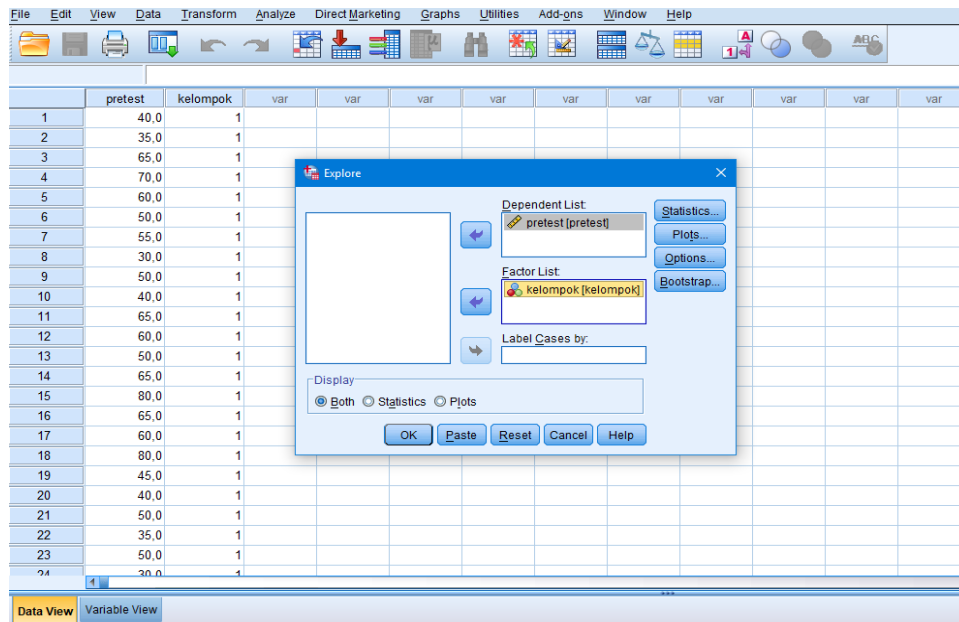 File Edit View Data Transform Analyze Direct Marketing Graphs Utilities Add-ons Window Help
pretest kelompok var var var var var var var var var var
1 40,0 1
2 35,0 1
3 65,0 1
4 70,0 1
5 60,0 1
6 50,0 1
7 55,0 1
8 30,0 1
9 50,0 1
10 40,0 1
11 65,0 1
12 60,0 1
13 50,0 1
14 65,0 1
15 80,0 1
16 65,0 1
17 60,0 1
18 80,0 1
19 45,0 1
20 40,0 1
21 50,0 1
22 35,0 1
23 50,0 1
24 30,0 1
Explore
Dependent List:
pretest [pretest]
Factor List:
kelompok [kelompok]
Label Cases by:
Statistics...
Plots...
Options...
Bootstrap...
Display
Both Statistics Plots
OK Paste Reset Cancel Help
Data View Variable View